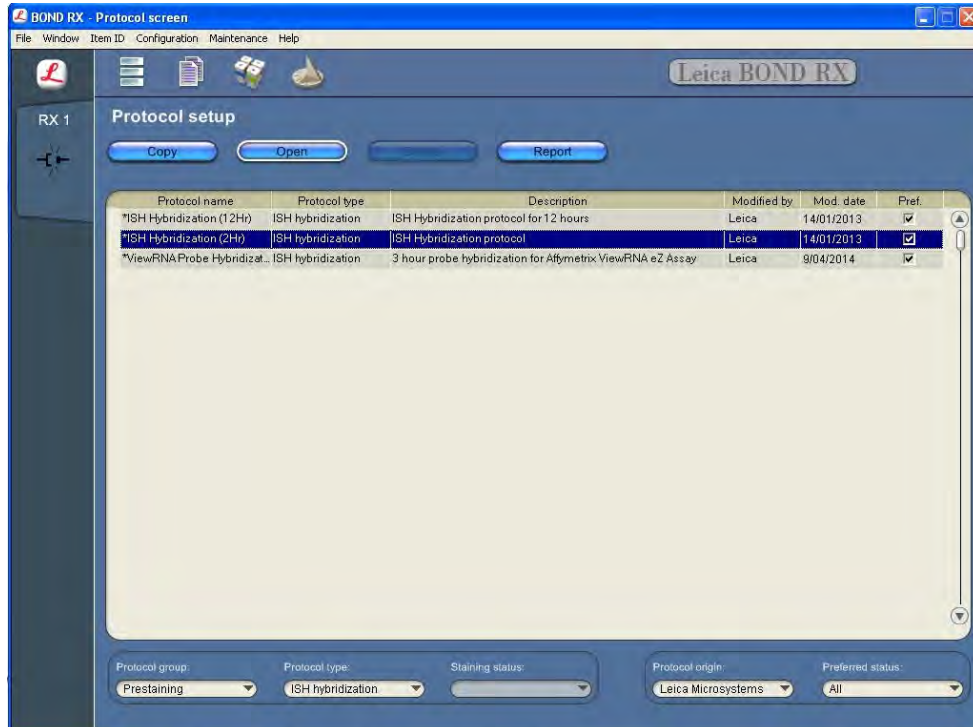 BOND RX - Protocol screen
File Window Item ID Configuration Maintenance Help
Leica BOND RX
RX 1
Protocol setup
Copy Open Report
Protocol name Protocol type Description Modified by Mod. date Pref.
*ISH Hybridization (12Hr) ISH hybridization ISH Hybridization protocol for 12 hours Leica 14/01/2013
*ISH Hybridization (2Hr) ISH hybridization ISH Hybridization protocol Leica 14/01/2013
*ViewRNA Probe Hybridizat... ISH hybridization 3 hour probe hybridization for Affymetrix ViewRNA eZ Assay Leica 9/04/2014
Protocol group: Protocol type: Staining status: Protocol origin: Preferred status:
Prestaining ISH hybridization Leica Microsystems All